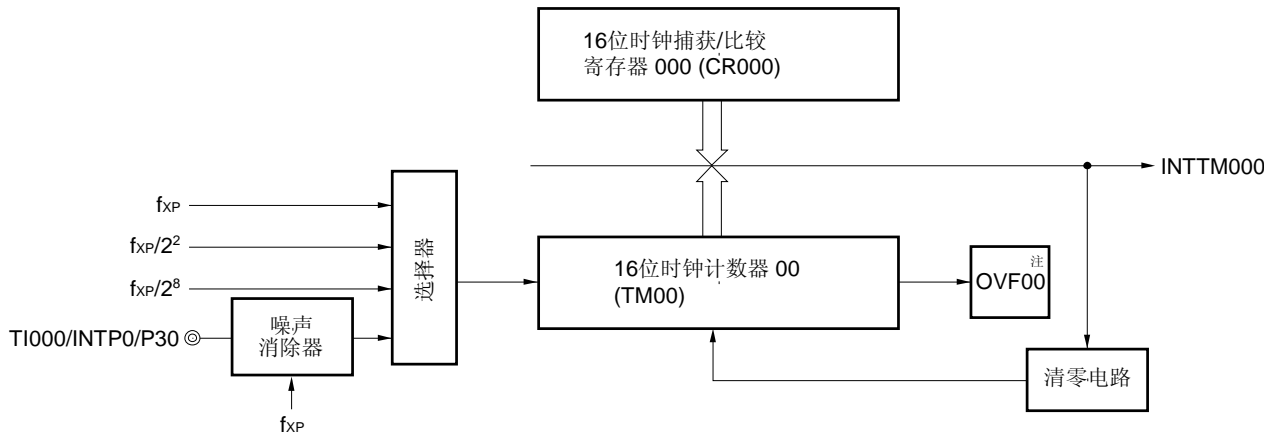 16位时钟捕获/比较
寄存器 000 (CR000)
INTTM000
fXP
fXP/2²
fXP/2⁸
选择器
16位时钟计数器 00
(TM00)
注
OVF00
TI000/INTP0/P30
噪声
消除器
fXP
清零电路